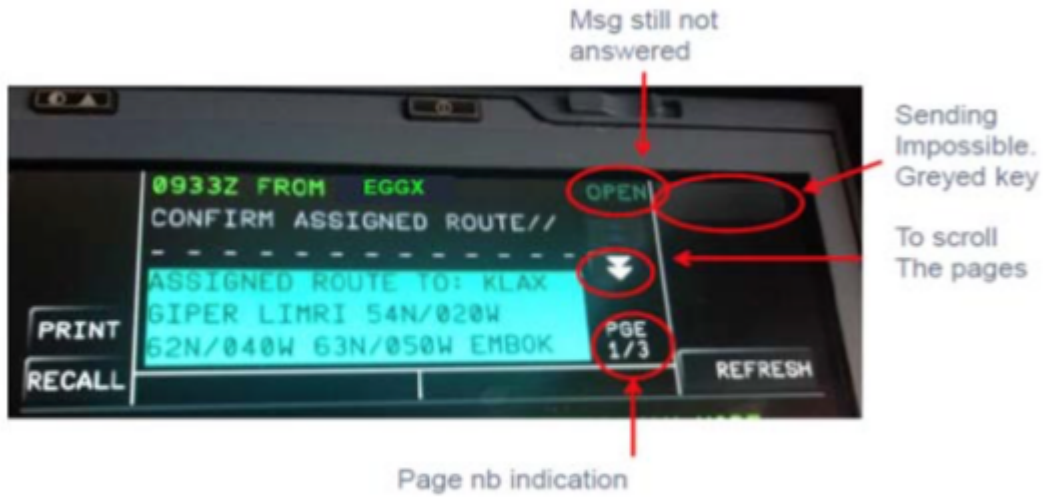 Msg still not
answered
Sending
Impossible.
Greyed key
0933Z FROM EGGX
OPEN
CONFIRM ASSIGNED ROUTE//
- - - - - - - - - - - - - -
To scroll
The pages
ASSIGNED ROUTE TO: KLAX
GIPER LIMRI 54N/020W
62N/040W 63N/050W EMBOK
PGE
1/3
PRINT
RECALL
REFRESH
Page nb indication